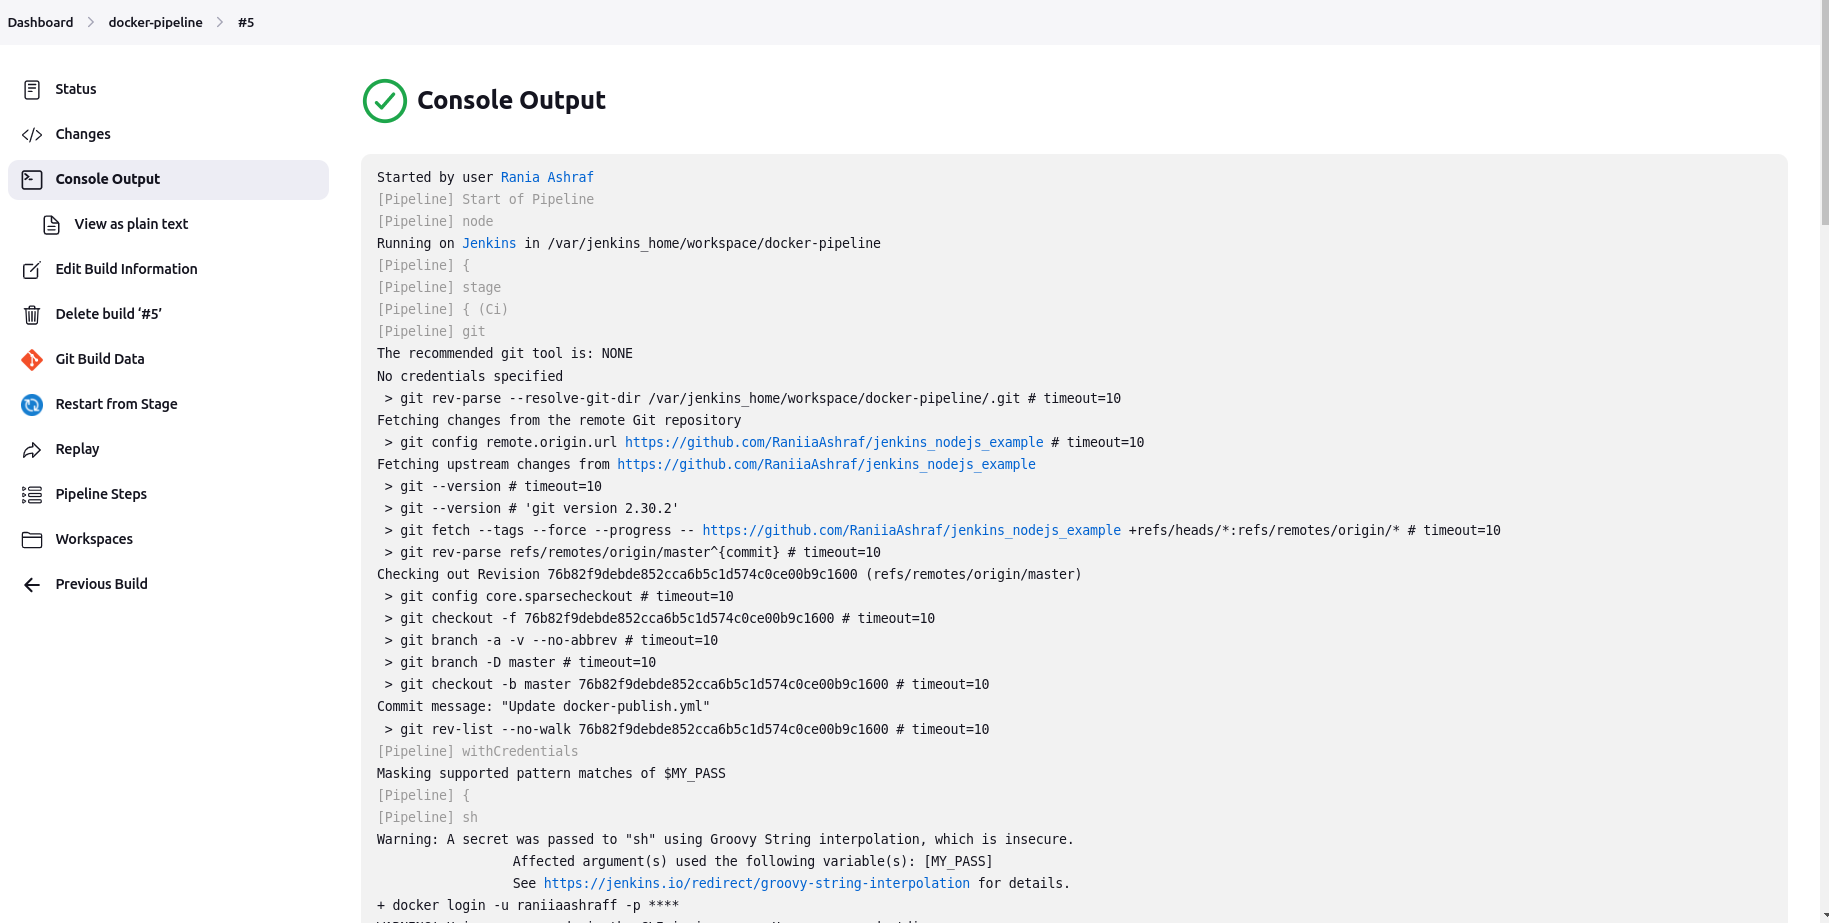 Dashboard > docker-pipeline > #5
Status
Changes
Console Output
View as plain text
Edit Build Information
Delete build ‘#5’
Git Build Data
Restart from Stage
Replay
Pipeline Steps
Workspaces
Previous Build
Console Output
Started by user Rania Ashraf
[Pipeline] Start of Pipeline
[Pipeline] node
Running on Jenkins in /var/jenkins_home/workspace/docker-pipeline
[Pipeline] {
[Pipeline] stage
[Pipeline] { (Ci)
[Pipeline] git
The recommended git tool is: NONE
No credentials specified
 > git rev-parse --resolve-git-dir /var/jenkins_home/workspace/docker-pipeline/.git # timeout=10
Fetching changes from the remote Git repository
 > git config remote.origin.url https://github.com/RaniiaAshraf/jenkins_nodejs_example # timeout=10
Fetching upstream changes from https://github.com/RaniiaAshraf/jenkins_nodejs_example
 > git --version # timeout=10
 > git --version # 'git version 2.30.2'
 > git fetch --tags --force --progress -- https://github.com/RaniiaAshraf/jenkins_nodejs_example +refs/heads/*:refs/remotes/origin/* # timeout=10
 > git rev-parse refs/remotes/origin/master^{commit} # timeout=10
Checking out Revision 76b82f9debde852cca6b5c1d574c0ce00b9c1600 (refs/remotes/origin/master)
 > git config core.sparsecheckout # timeout=10
 > git checkout -f 76b82f9debde852cca6b5c1d574c0ce00b9c1600 # timeout=10
 > git branch -a -v --no-abbrev # timeout=10
 > git branch -D master # timeout=10
 > git checkout -b master 76b82f9debde852cca6b5c1d574c0ce00b9c1600 # timeout=10
Commit message: "Update docker-publish.yml"
 > git rev-list --no-walk 76b82f9debde852cca6b5c1d574c0ce00b9c1600 # timeout=10
[Pipeline] withCredentials
Masking supported pattern matches of $MY_PASS
[Pipeline] {
[Pipeline] sh
Warning: A secret was passed to "sh" using Groovy String interpolation, which is insecure.
Affected argument(s) used the following variable(s): [MY_PASS]
See https://jenkins.io/redirect/groovy-string-interpolation for details.
+ docker login -u raniiaashraff -p ****